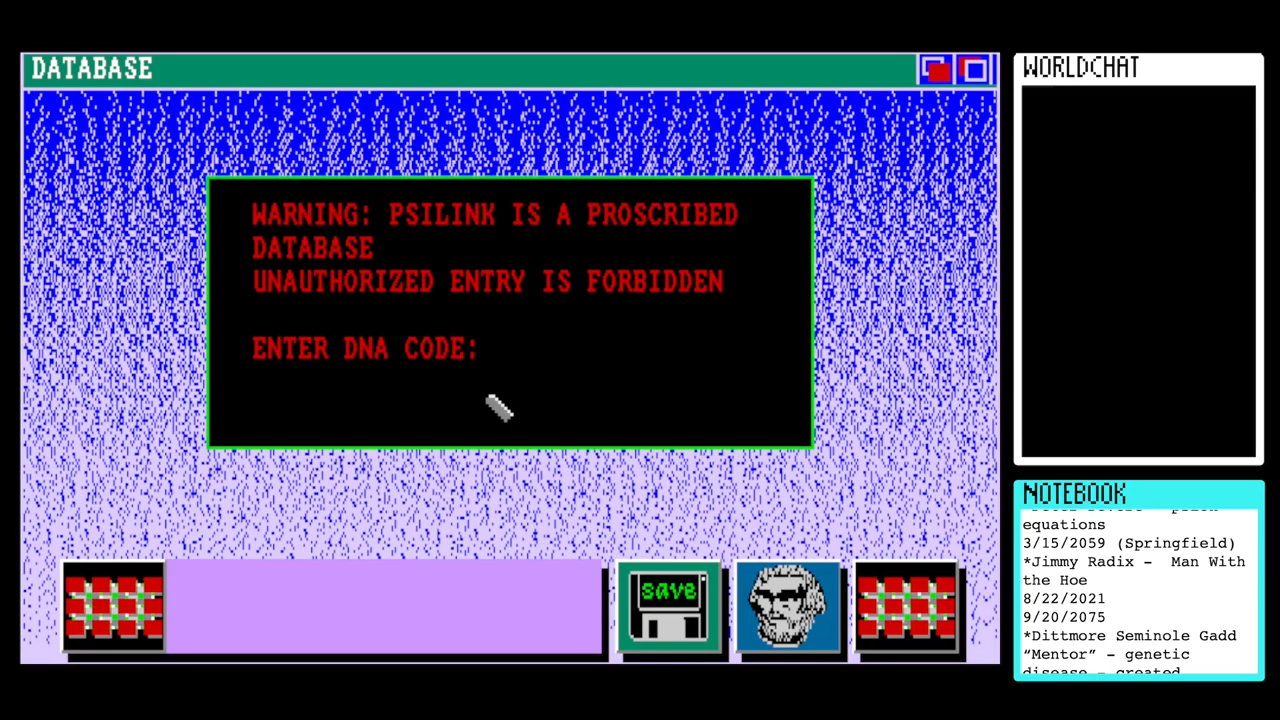 DATABASE
WARNING: PSILINK IS A PROSCRIBED
DATABASE
UNAUTHORIZED ENTRY IS FORBIDDEN
ENTER DNA CODE:
save
WORLDCHAT
NOTEBOOK
equations
3/15/2059 (Springfield)
*Jimmy Radix - Man With
the Hoe
8/22/2021
9/20/2075
*Dittmore Seminole Gadd
“Mentor” - genetic
disease - created